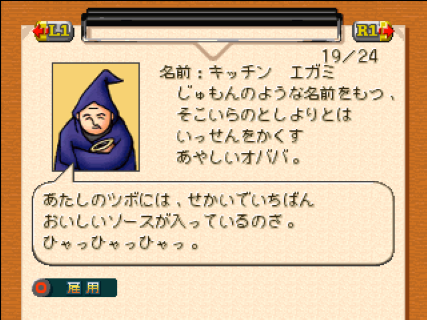 L1
R1
19/24
名前:キッチン エガミ
じゅもんのような名前をもつ、
そこいらのとしよりとは
いっせんをかくす
あやしいオババ。
あたしのツボには、せかいでいちばん
おいしいソースが入っているのさ。
ひゃっひゃっひゃっ。
雇用